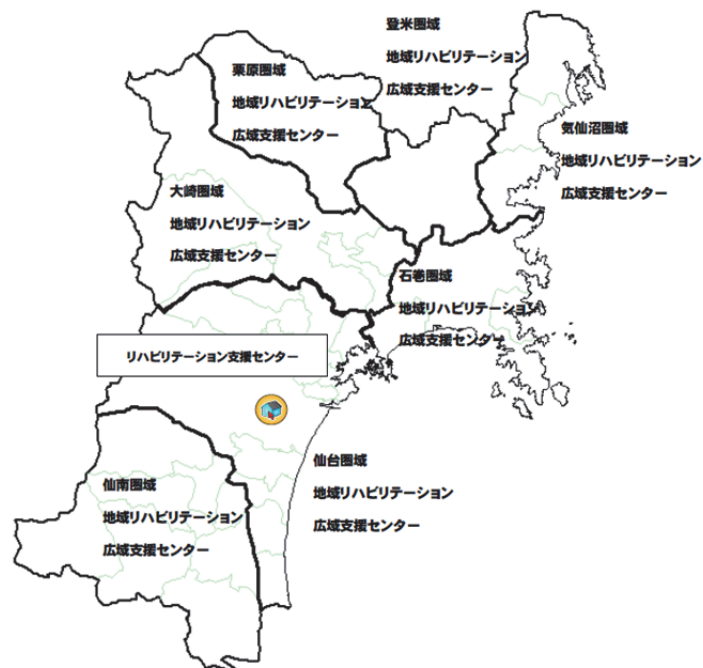 登米圏域
地域リハビリテーション
広域支援センター
栗原圏域
地域リハビリテーション
広域支援センター
気仙沼圏域
地域リハビリテーション
広域支援センター
大崎圏域
地域リハビリテーション
広域支援センター
石巻圏域
地域リハビリテーション
広域支援センター
リハビリテーション支援センター
仙台圏域
地域リハビリテーション
広域支援センター
仙南圏域
地域リハビリテーション
広域支援センター